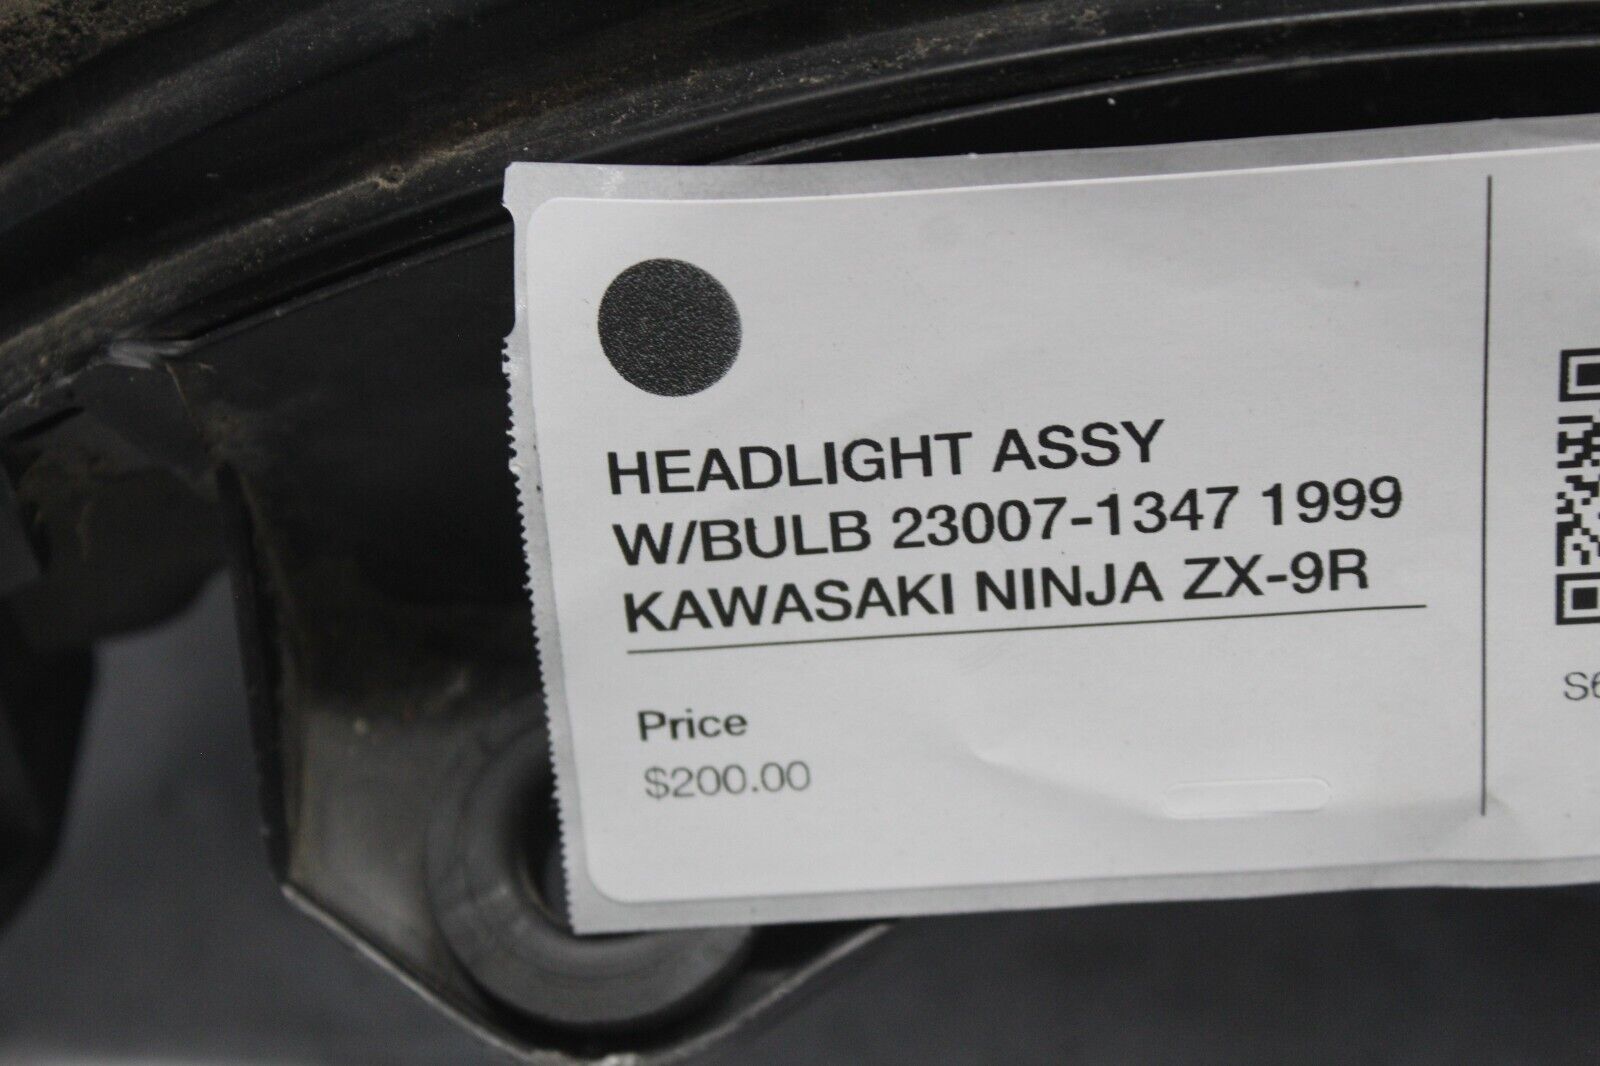 HEADLIGHT ASSY
W/BULB 23007-1347 1999
KAWASAKI NINJA ZX-9R
Price
$200.00